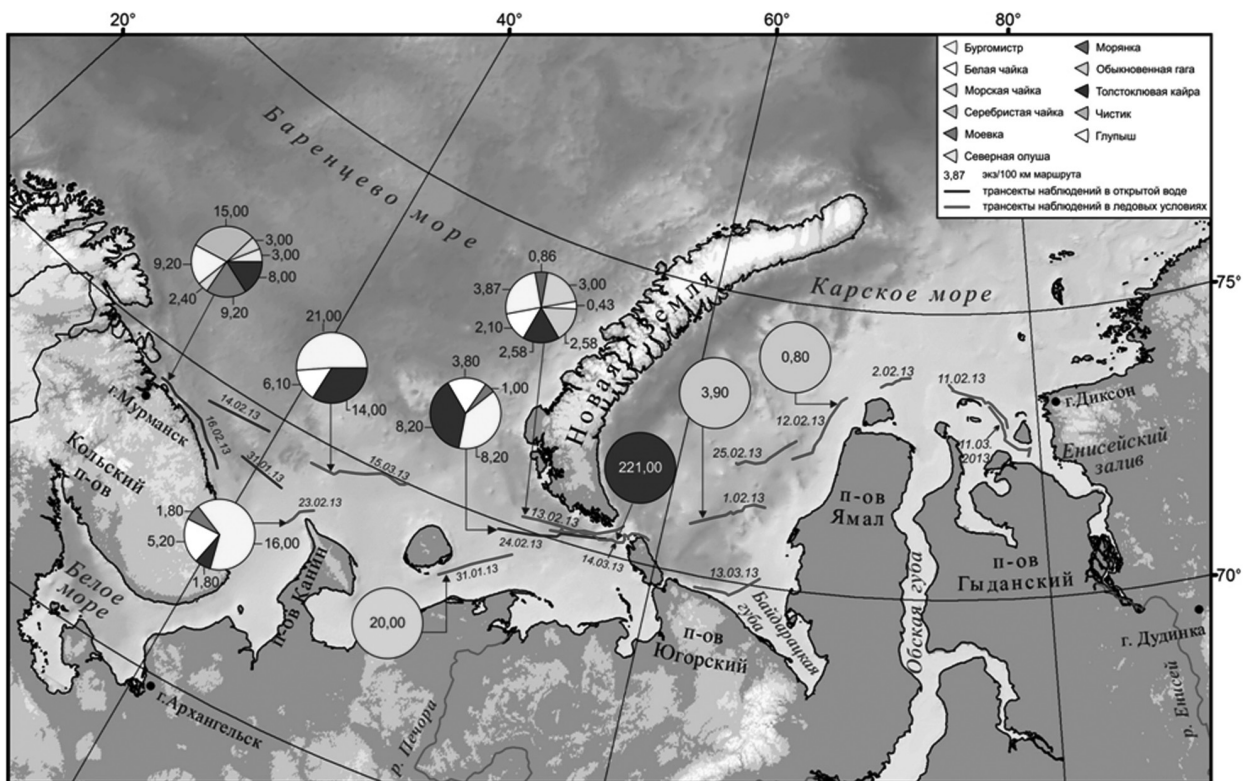 20°
40°
60°
80°
Бургомистр
Белая чайка
Морская чайка
Серебристая чайка
Моевка
Северная олуша
Морянка
Обыкновенная гага
Толстоклювая кайра
Чистик
Глупыш
3,87 экз/100 км маршрута
трансекты наблюдений в открытой воде
трансекты наблюдений в ледовых условиях
Баренцево море
15,00
3,00
3,00
8,00
9,20
2,40
9,20
0,86
3,00
0,43
2,58
2,58
2,10
3,87
Новая Земля
Карское море
75°
21,00
14,00
6,10
3,80
1,00
8,20
8,20
0,80
3,90
221,00
2.02.13
11.02.13
г.Диксон
12.02.13
25.02.13
11.03.
2013
Енисейский
залив
г.Мурманск
14.02.13
16.02.13
31.01.13
15.03.13
Кольский
п-ов
23.02.13
1,80
5,20
1,80
16,00
13.02.13
24.02.13
14.03.13
31.01.13
1.02.13
13.03.13
п-ов
Ямал
Обская губа
п-ов
Гыданский
70°
Белое
море
п-ов Канин
20,00
Байдарацкая
губа
п-ов
Югорский
г. Дудинка
р. Енисей
г.Архангельск
р. Печора